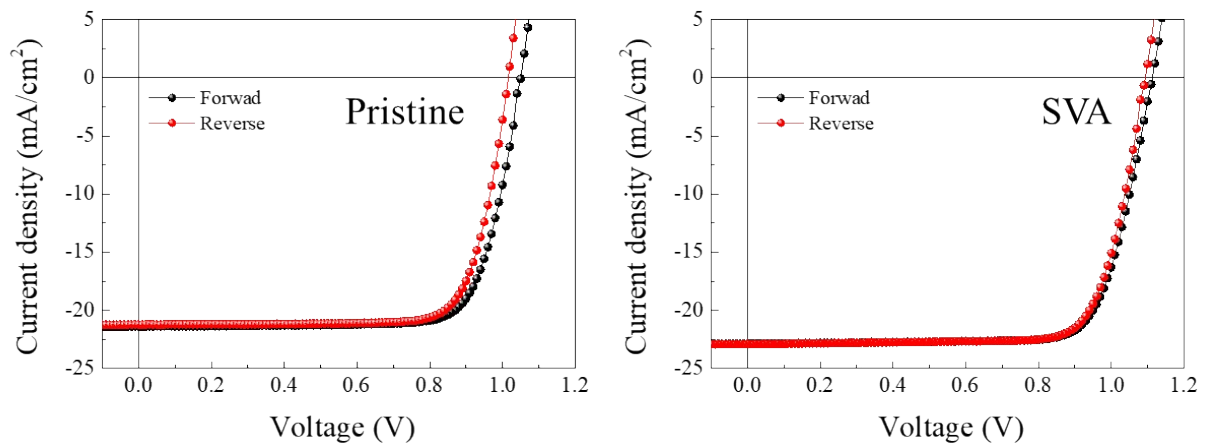 5
0
-5
-10
-15
-20
-25
Current density (mA/cm²)
Forwad
Reverse
Pristine
0.0 0.2 0.4 0.6 0.8 1.0 1.2
Voltage (V)
5
0
-5
-10
-15
-20
-25
Current density (mA/cm²)
Forwad
Reverse
SVA
0.0 0.2 0.4 0.6 0.8 1.0 1.2
Voltage (V)